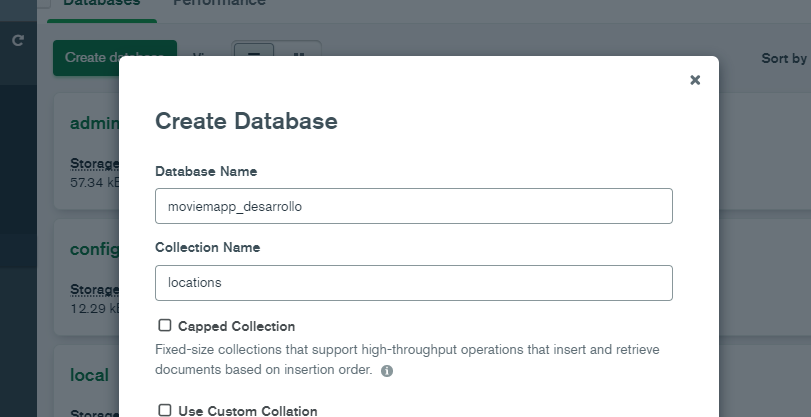 Databases Performance
Create database View
Sort by
admin
Storage
57.34 kB
config
Storage
12.29 kB
local
Storage
Create Database
Database Name
moviemapp_desarrollo
Collection Name
locations
Capped Collection
Fixed-size collections that support high-throughput operations that insert and retrieve
documents based on insertion order.
Use Custom Collation